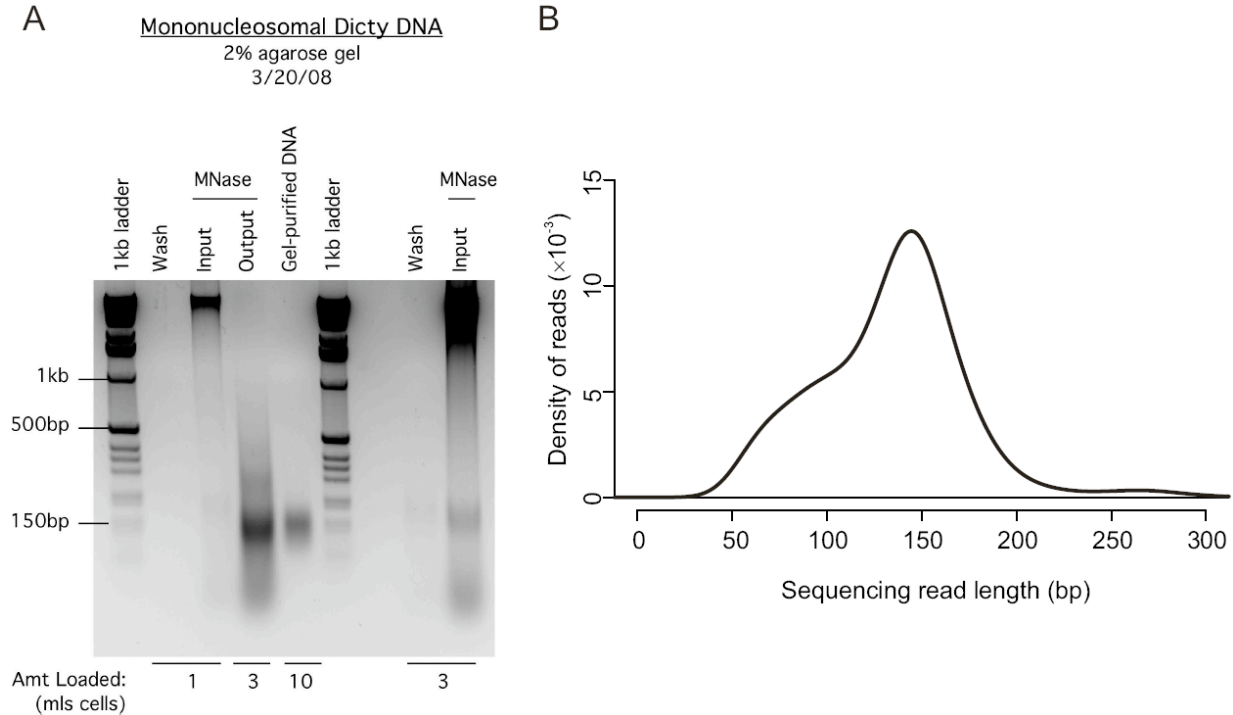 A
Mononucleosomal Dicty DNA
2% agarose gel
3/20/08
MNase
MNase
1kb ladder
Wash
Input
Output
Gel-purified DNA
1kb ladder
Wash
Input
1kb
500bp
150bp
Amt Loaded:
(mls cells)
1
3
10
3
B
Density of reads (×10⁻³)
15
10
5
0
0 50 100 150 200 250 300
Sequencing read length (bp)